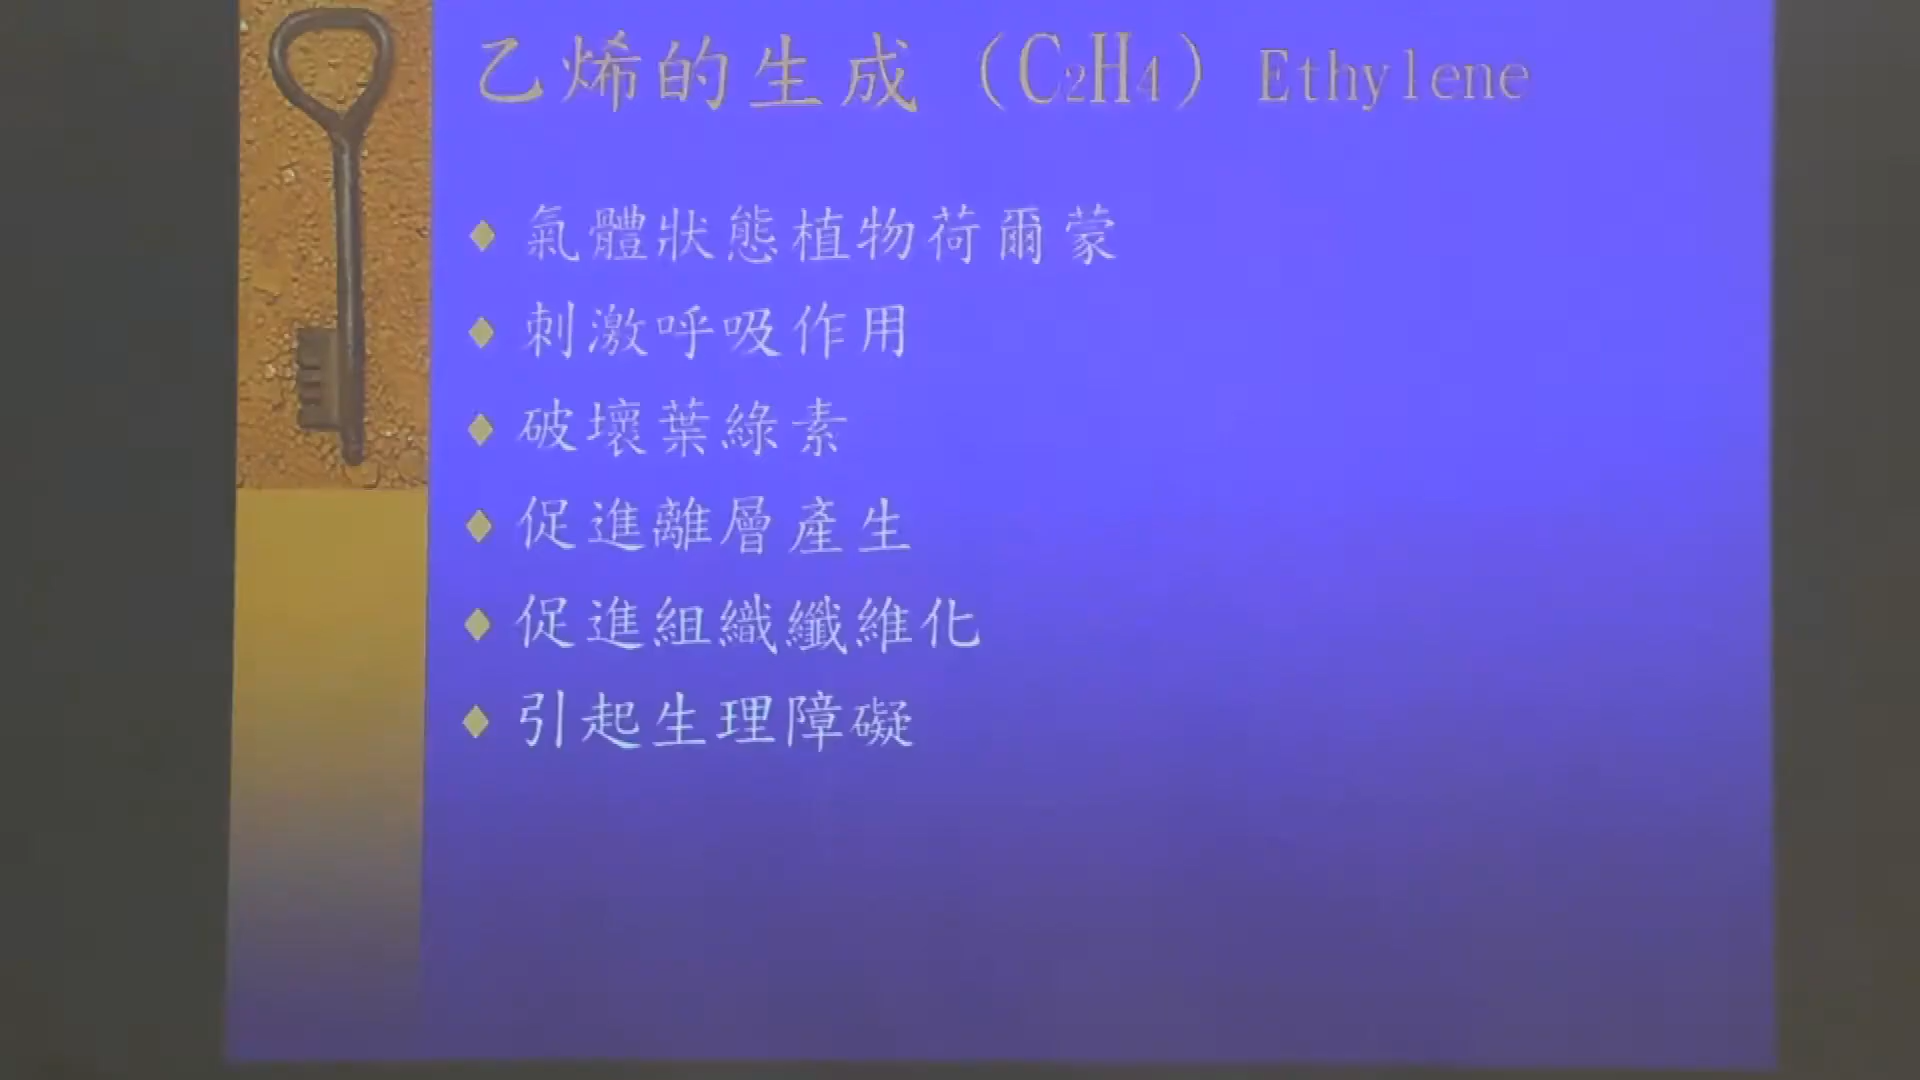 乙烯的生成（C2H4）Ethylene
氣體狀態植物荷爾蒙
刺激呼吸作用
破壞葉綠素
促進離層產生
促進組織纖維化
引起生理障礙